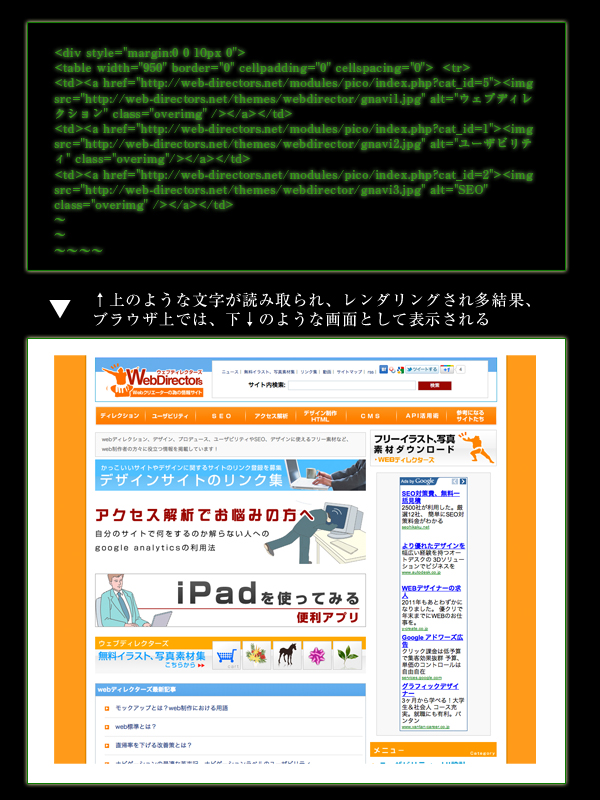 <div style="margin:0 0 10px 0">
<table width="950" border="0" cellpadding="0" cellspacing="0">  <tr>
<td><a href="http://web-directors.net/modules/pico/index.php?cat_id=5"><img
src="http://web-directors.net/themes/webdirector/gnavi1.jpg" alt="ウェブディレ
クション" class="overimg" /></a></td>
<td><a href="http://web-directors.net/modules/pico/index.php?cat_id=1"><img
src="http://web-directors.net/themes/webdirector/gnavi2.jpg" alt="ユーザビリテ
ィ" class="overimg"/></a></td>
<td><a href="http://web-directors.net/modules/pico/index.php?cat_id=2"><img
src="http://web-directors.net/themes/webdirector/gnavi3.jpg" alt="SEO"
class="overimg" /></a></td>
～
～
～～～～
↑上のような文字が読み取られ、レンダリングされ多結果、
ブラウザ上では、下↓のような画面として表示される
ウェブディレクターズ
WebDirectors
Webクリエーターの為の情報サイト
ニュース | 無料イラスト、写真素材集 | リンク集 | 動画 | サイトマップ | rss |
ツイートする
サイト内検索:
検索
ディレクション
ユーザビリティ
SEO
アクセス解析
デザイン制作
HTML
CMS
API活用術
参考になる
サイトたち
webディレクション、デザイン、プロデュース、ユーザビリティやSEO、デザインに使えるフリー素材など、
web制作者の方々に役立つ情報を掲載しています！
かっこいいサイトやデザインに関するサイトのリンク登録を募集
デザインサイトのリンク集
アクセス解析でお悩みの方へ
自分のサイトで何をするのか解らない人への
google analyticsの利用法
iPadを使ってみる
便利アプリ
ウェブディレクターズ
無料イラスト、写真素材集
こちらから
cart
webディレクターズ最新記事
モックアップとは？web制作における用語
web標準とは？
直帰率を下げる改善策とは？
フリーイラスト、写真
素材ダウンロード
WEBディレクターズ
Ads by Google
SEO対策費、無料一
括見積
2500社が利用した。厳
選12社、 簡単にSEO対
策料金がわかる
より優れたデザインを
幅広い経験を持つオー
トデスクの 3Dソリュー
ションでビジネスを
www.autodesk.co.jp
WEBデザイナーの求
人
2011年もあとわずかに
なりました。 優クリで
年末までにWEBのお仕
事を。
Google アドワーズ広
告
クリック課金は低予算
で集客効果抜群 予算、
単価のコントロールは
自由自在
services.google.com
グラフィックデザイ
ナー
3ヶ月から学べる！大学
生&社会人 コース充
実。就職にも有利。バ
ンタン
メニュー
Category